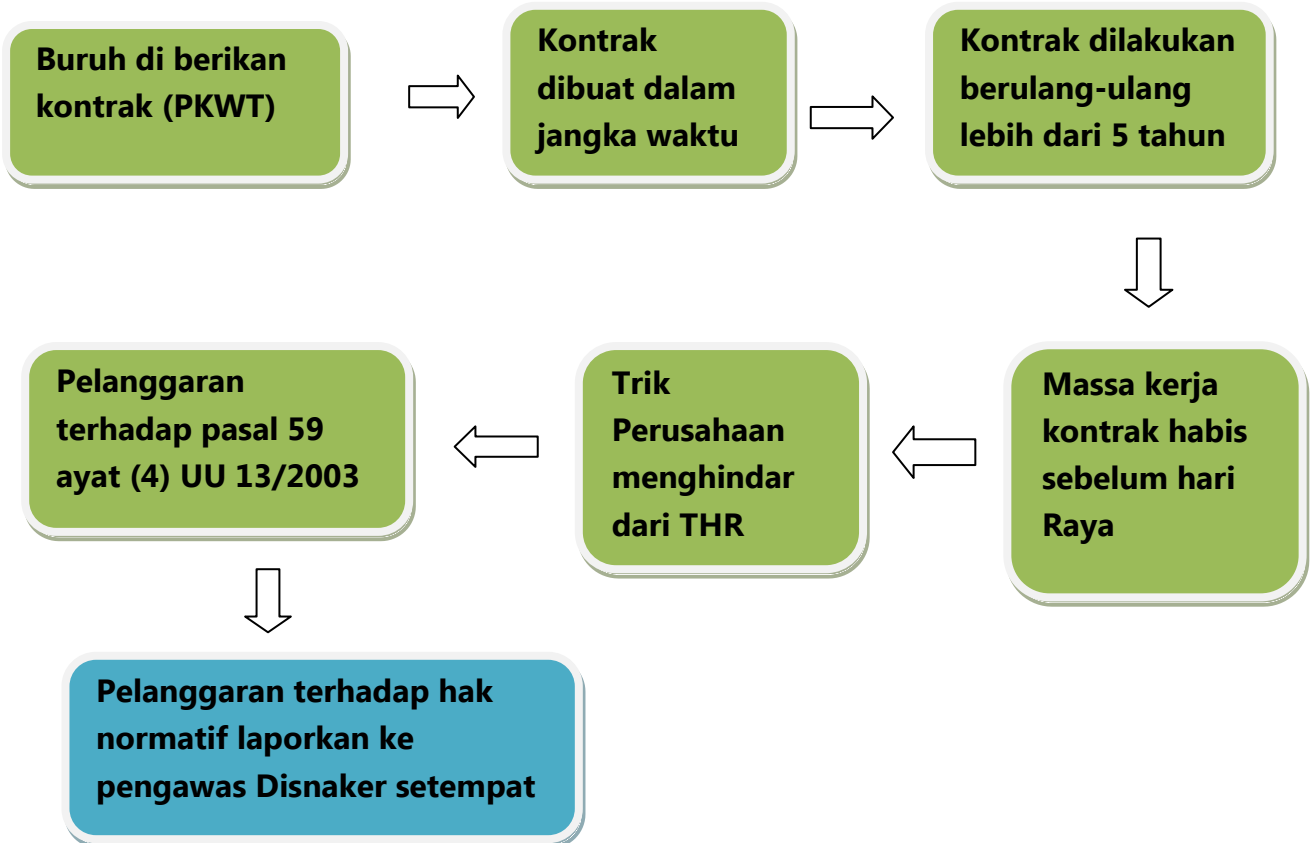 Buruh di berikan
kontrak (PKWT)
Kontrak
dibuat dalam
jangka waktu
Kontrak dilakukan
berulang-ulang
lebih dari 5 tahun
Massa kerja
kontrak habis
sebelum hari
Raya
Trik
Perusahaan
menghindar
dari THR
Pelanggaran
terhadap pasal 59
ayat (4) UU 13/2003
Pelanggaran terhadap hak
normatif laporkan ke
pengawas Disnaker setempat